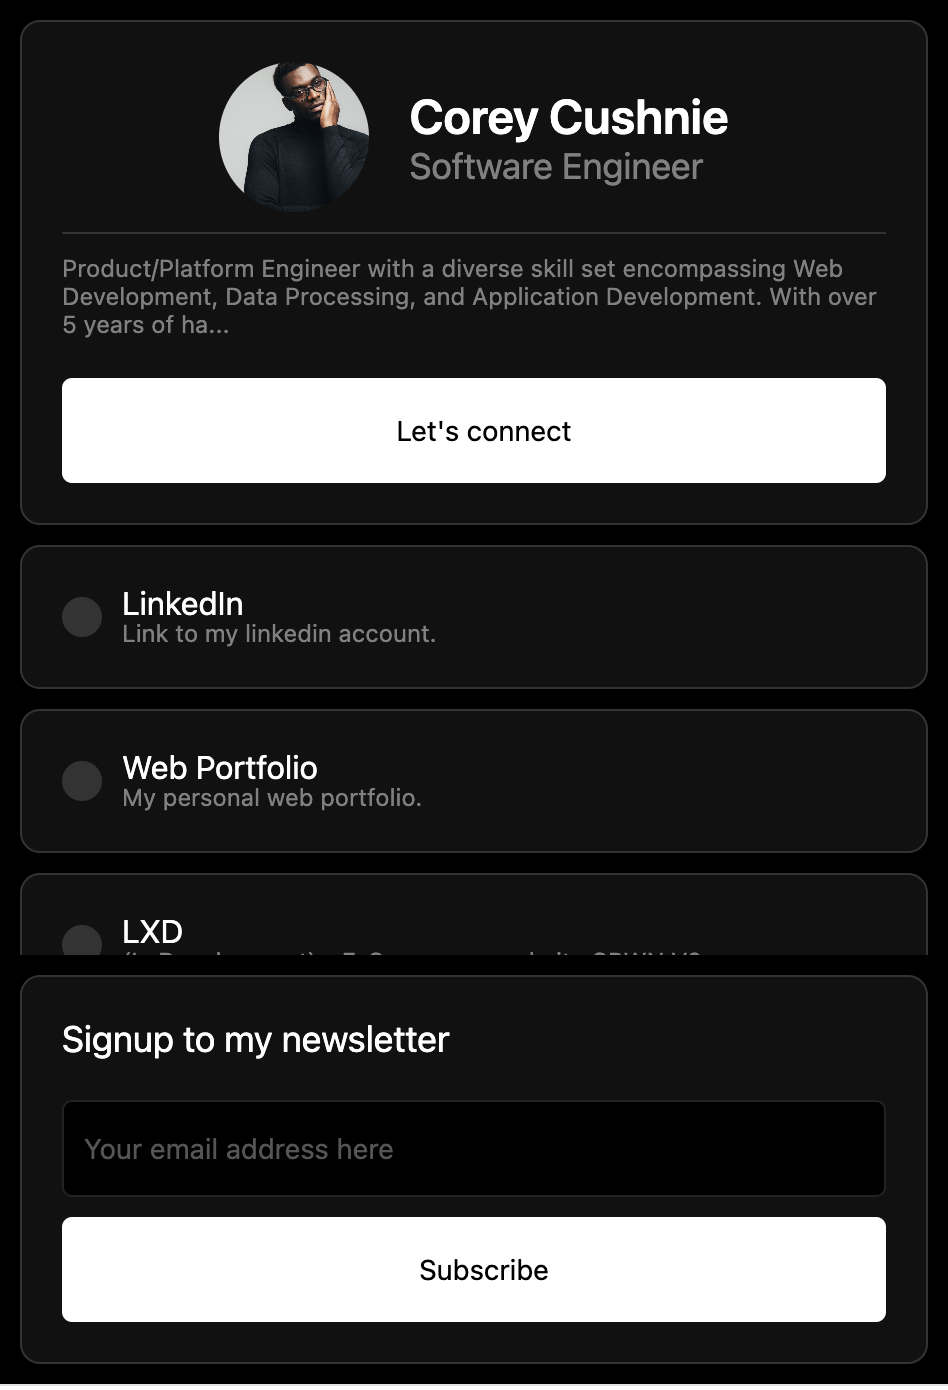 Corey Cushnie
Software Engineer
Product/Platform Engineer with a diverse skill set encompassing Web
Development, Data Processing, and Application Development. With over
5 years of ha...
Let's connect
LinkedIn
Link to my linkedin account.
Web Portfolio
My personal web portfolio.
LXD
Signup to my newsletter
Your email address here
Subscribe